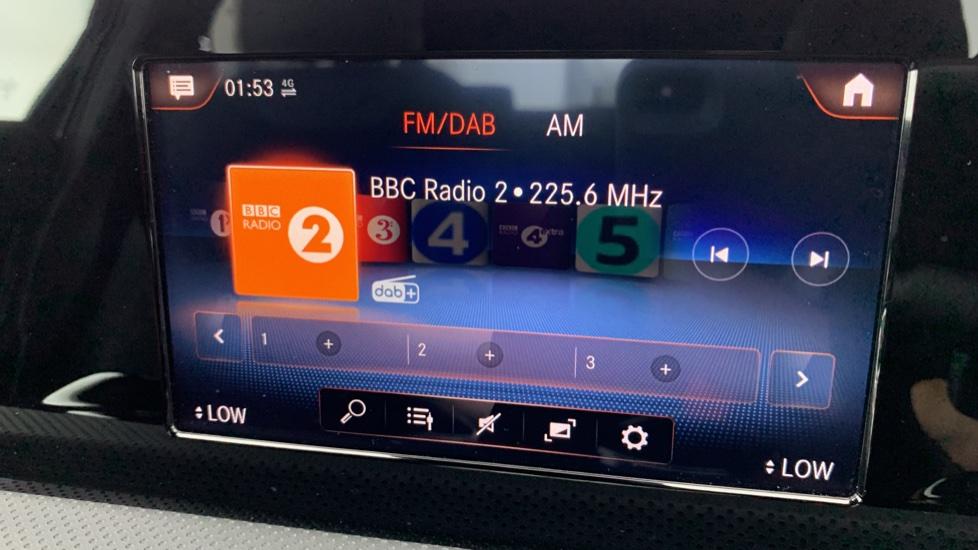 01:53 4G
FM/DAB AM
BBC Radio 2 • 225.6 MHz
BBC
RADIO 2
1
3
4
4 extra
5
dab+
1 + 2 + 3 +
LOW
LOW